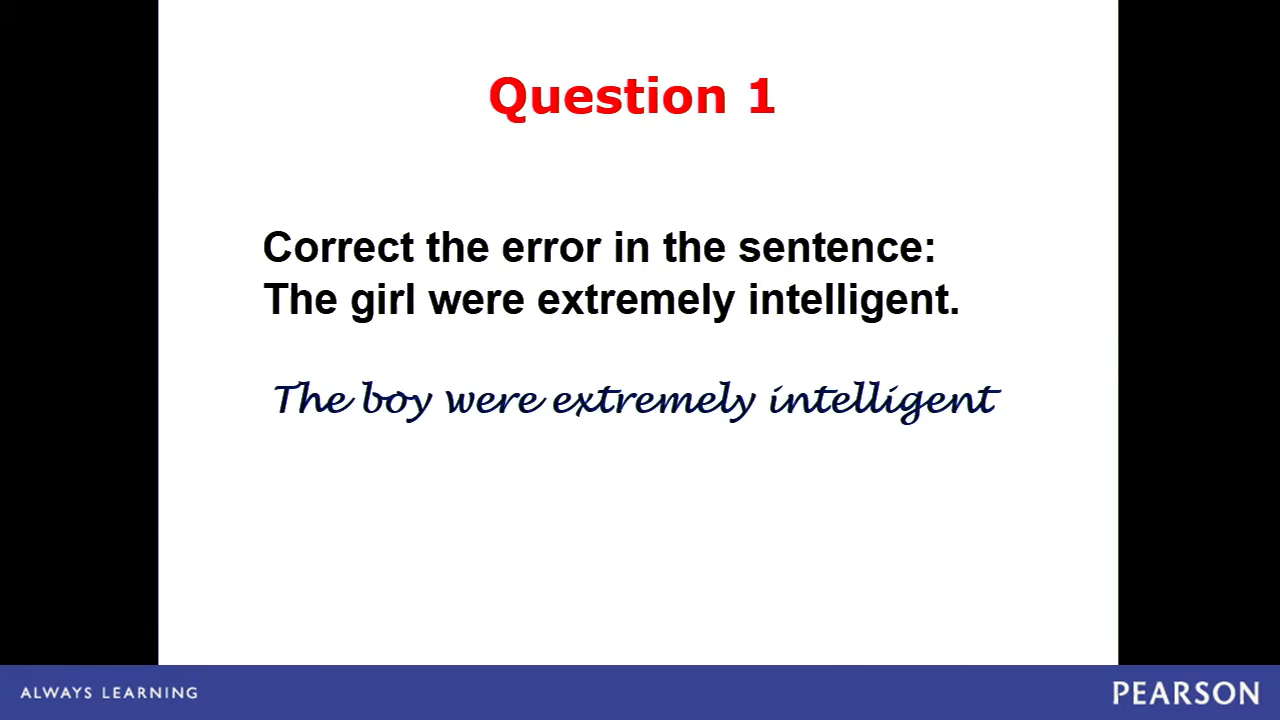 Question 1
Correct the error in the sentence:
The girl were extremely intelligent.
The boy were extremely intelligent
ALWAYS LEARNING
PEARSON